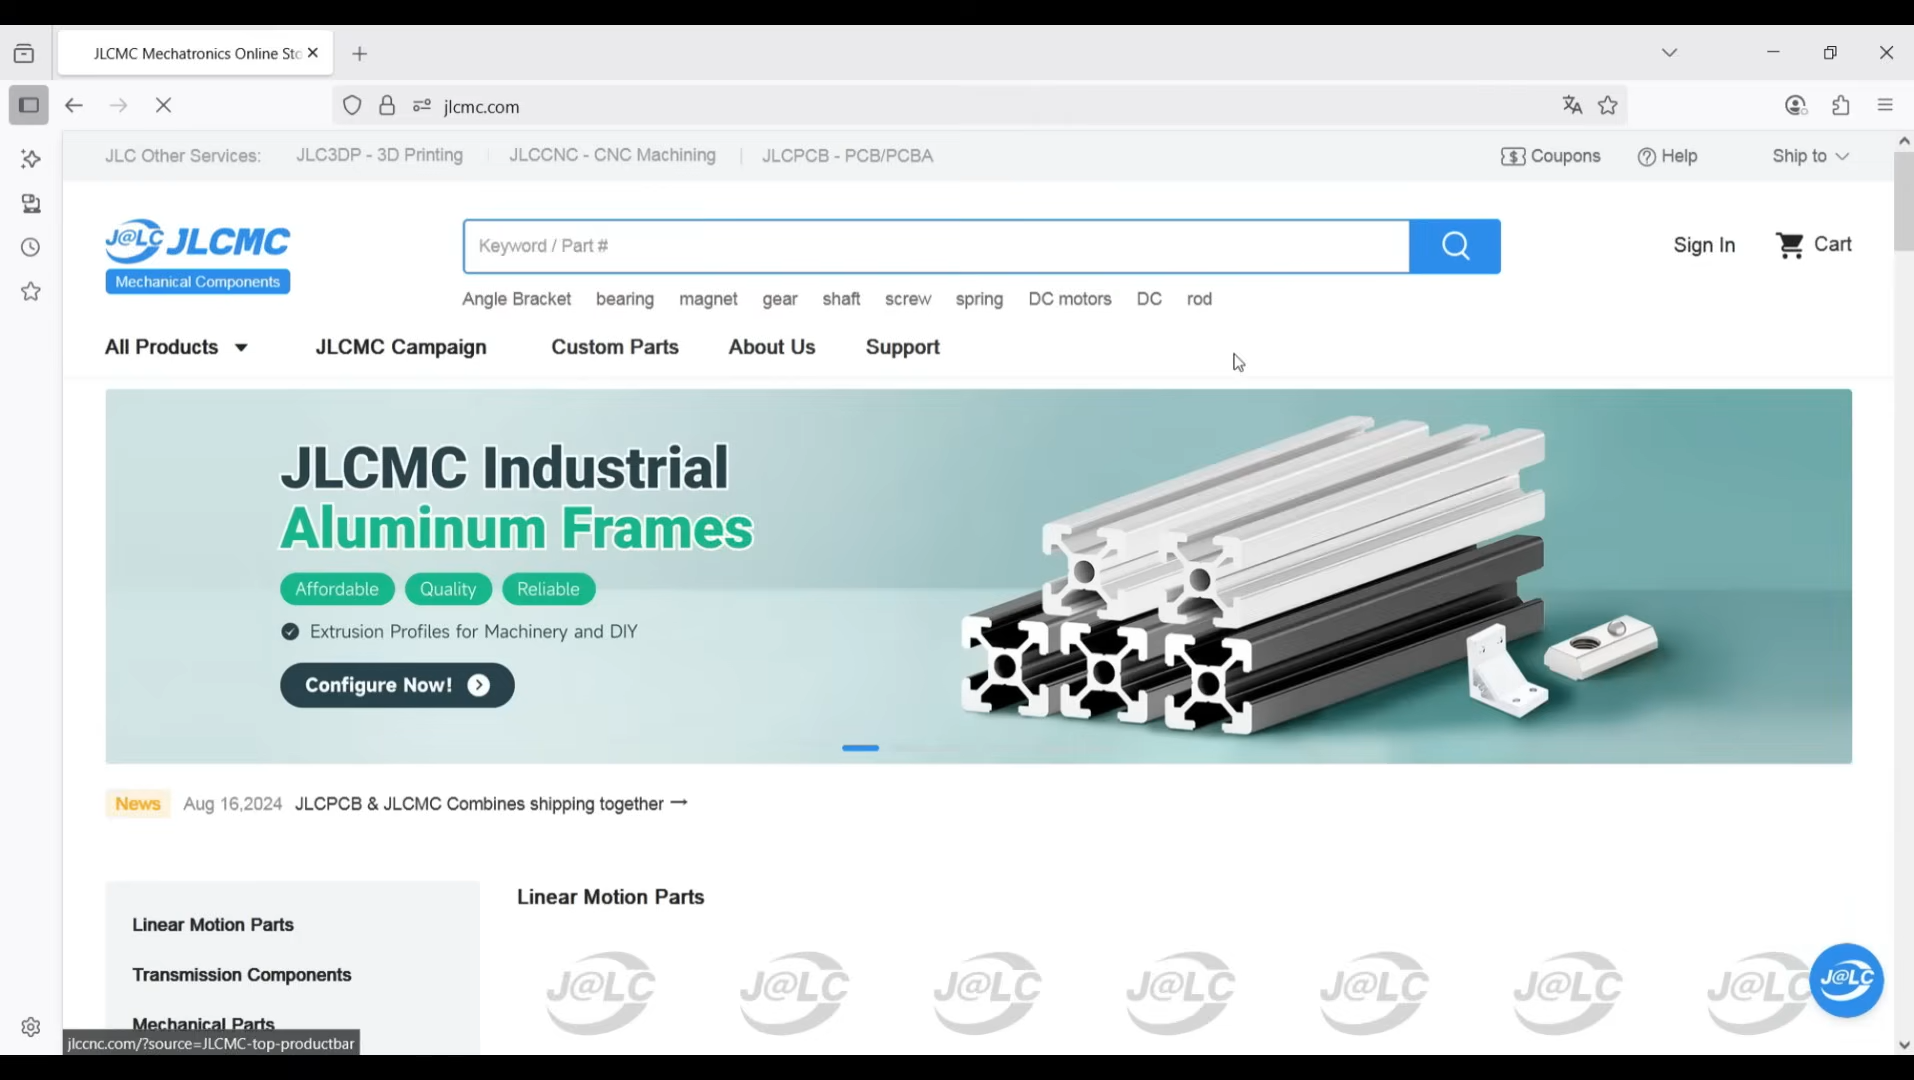 JLCMC Mechatronics Online Sto
jlcmc.com
JLC Other Services: JLC3DP - 3D Printing JLCCNC - CNC Machining JLCPCB - PCB/PCBA Coupons Help Ship to
J@LC JLCMC
Mechanical Components
Keyword / Part #
Sign In Cart
Angle Bracket bearing magnet gear shaft screw spring DC motors DC rod
All Products JLCMC Campaign Custom Parts About Us Support
JLCMC Industrial
Aluminum Frames
Affordable Quality Reliable
Extrusion Profiles for Machinery and DIY
Configure Now!
News Aug 16,2024 JLCPCB & JLCMC Combines shipping together →
Linear Motion Parts
Linear Motion Parts
Transmission Components
Mechanical Parts
J@LC J@LC J@LC J@LC J@LC J@LC J@LC J@LC
jlccnc.com/?source=JLCMC-top-productbar